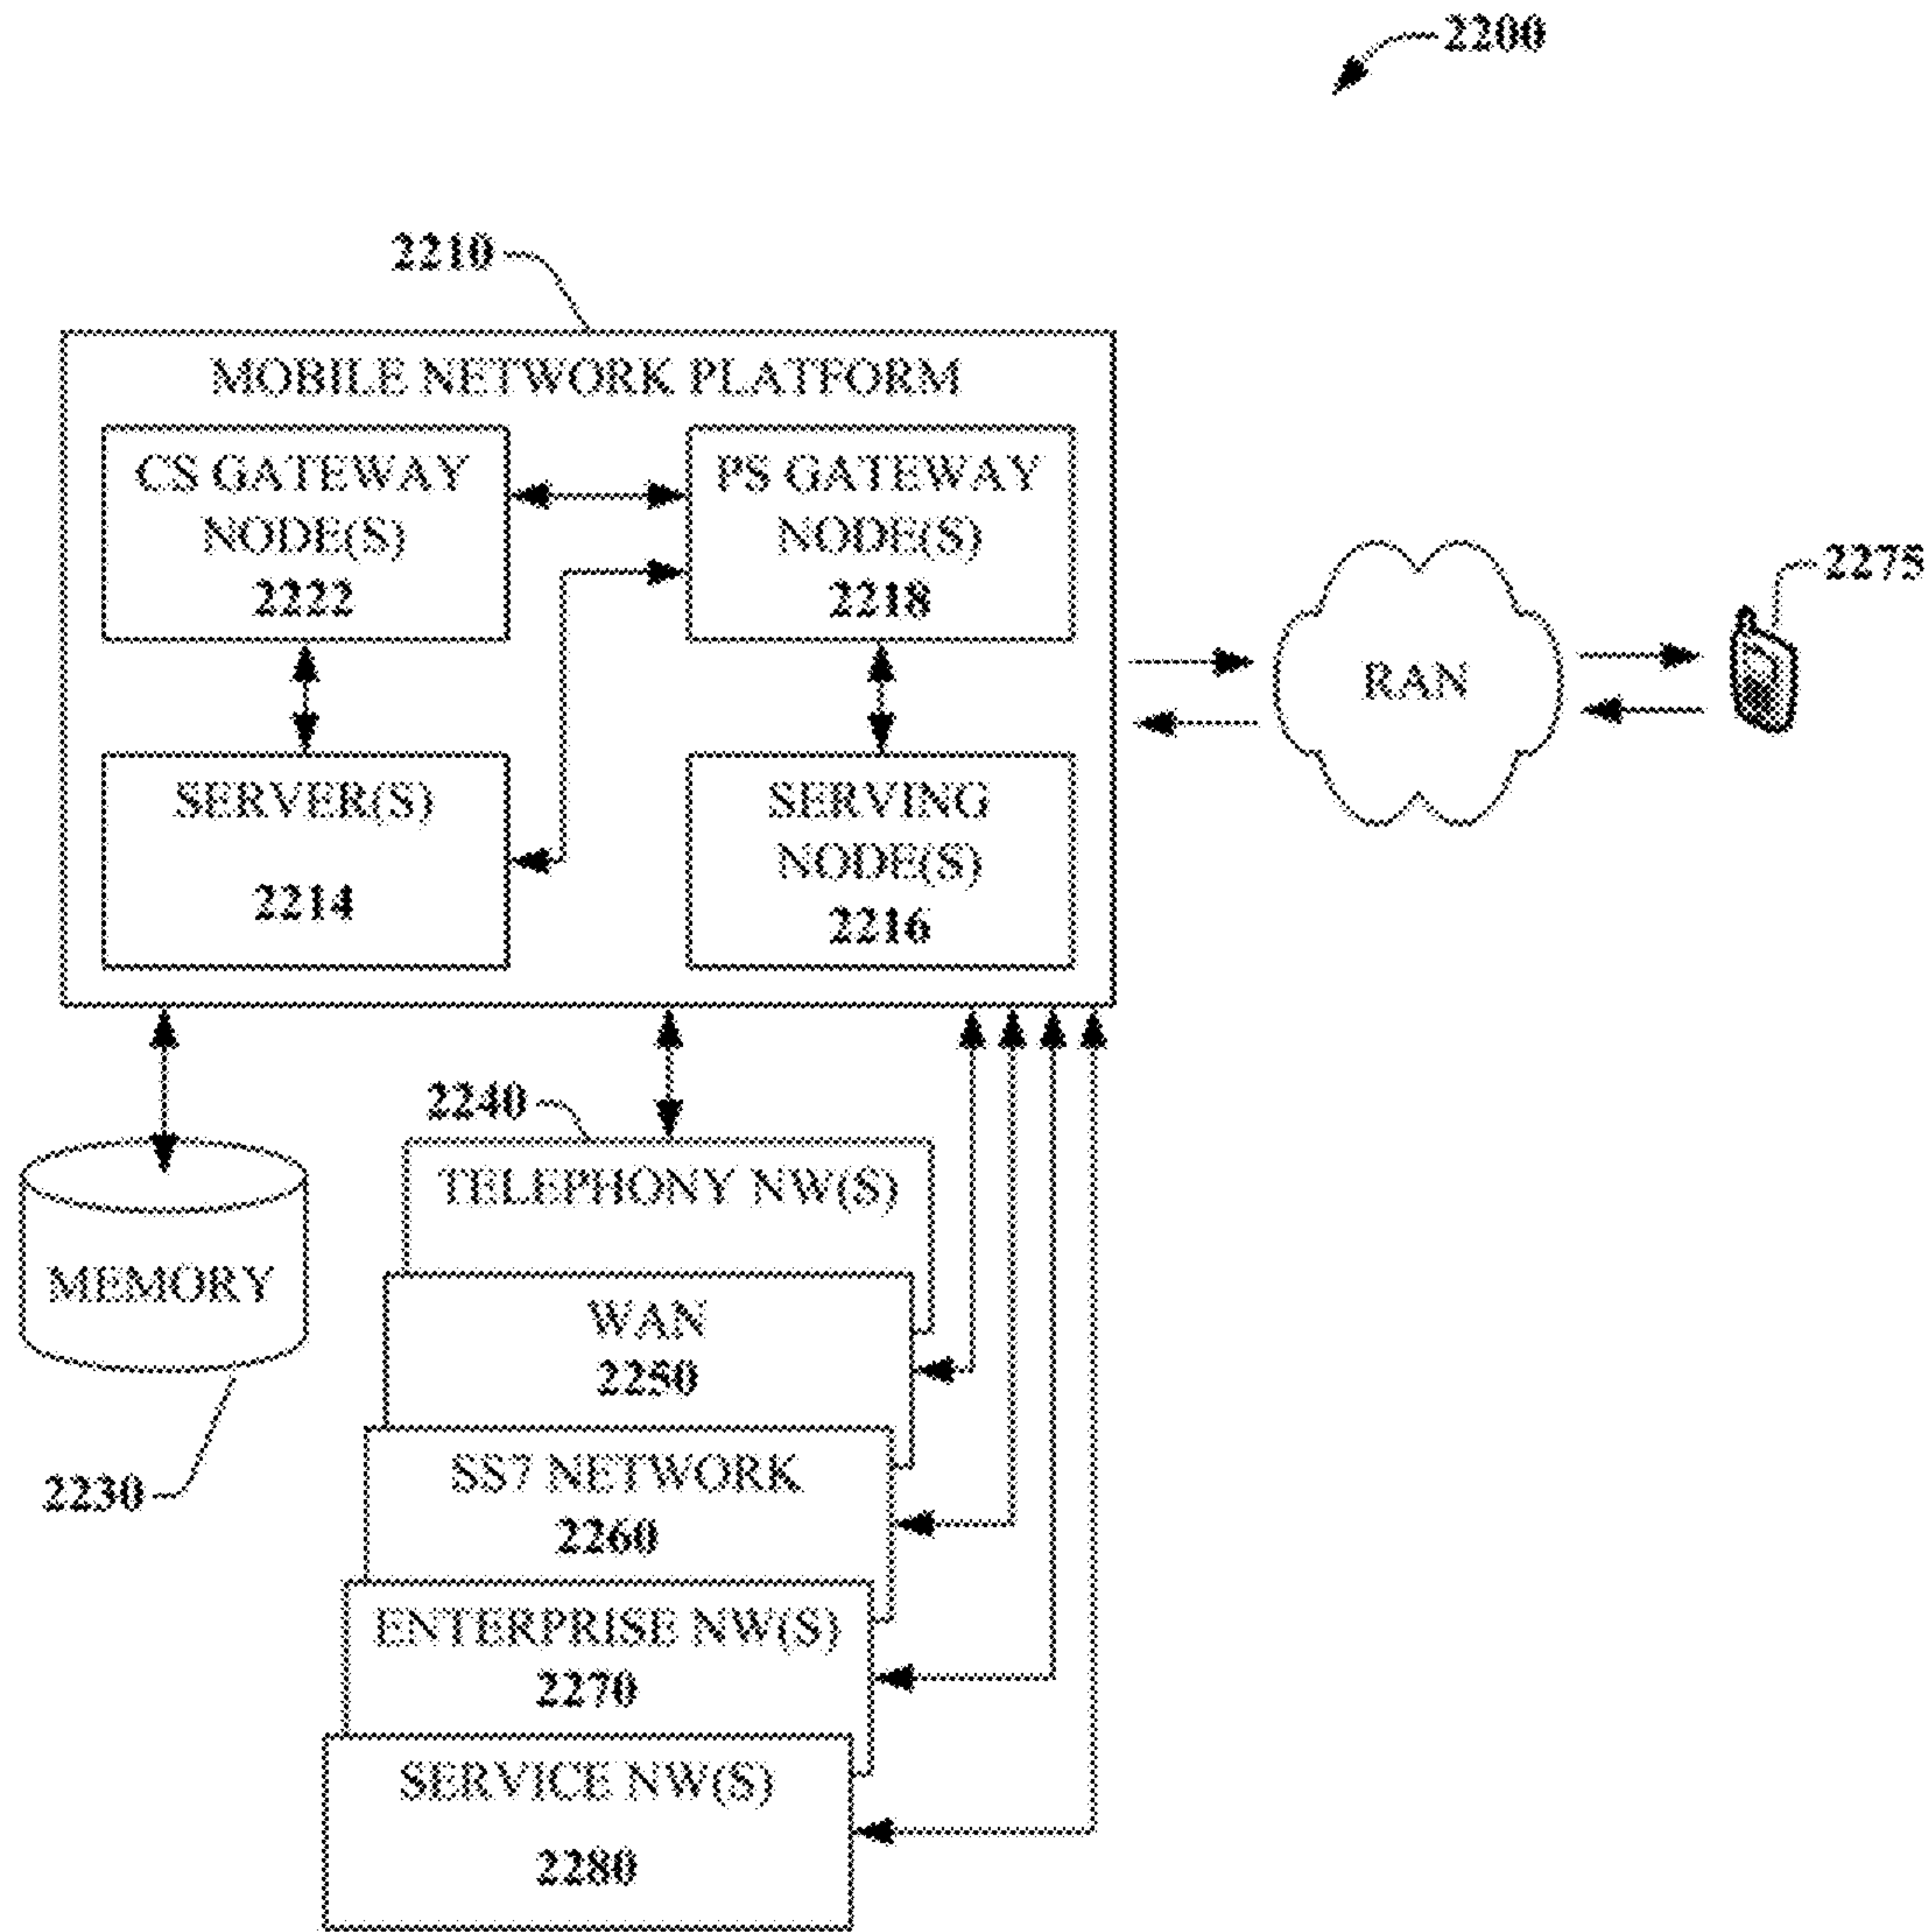 2200
2210
MOBILE NETWORK PLATFORM
CS GATEWAY
NODE(S)
2222
PS GATEWAY
NODE(S)
2218
SERVER(S)
2214
SERVING
NODE(S)
2216
RAN
2275
2240
TELEPHONY NW(S)
MEMORY
2230
WAN
2250
SS7 NETWORK
2260
ENTERPRISE NW(S)
2270
SERVICE NW(S)
2280